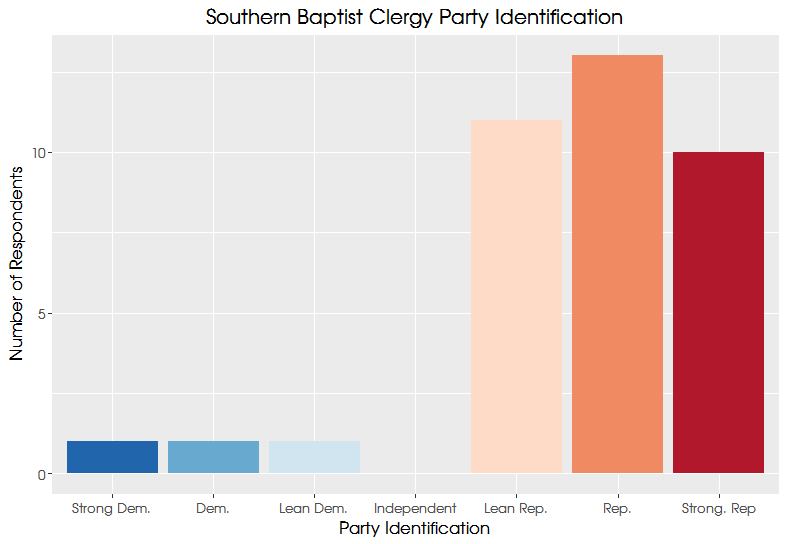 Southern Baptist Clergy Party Identification
Number of Respondents
10
5
0
Strong Dem. Dem. Lean Dem. Independent Lean Rep. Rep. Strong. Rep
Party Identification